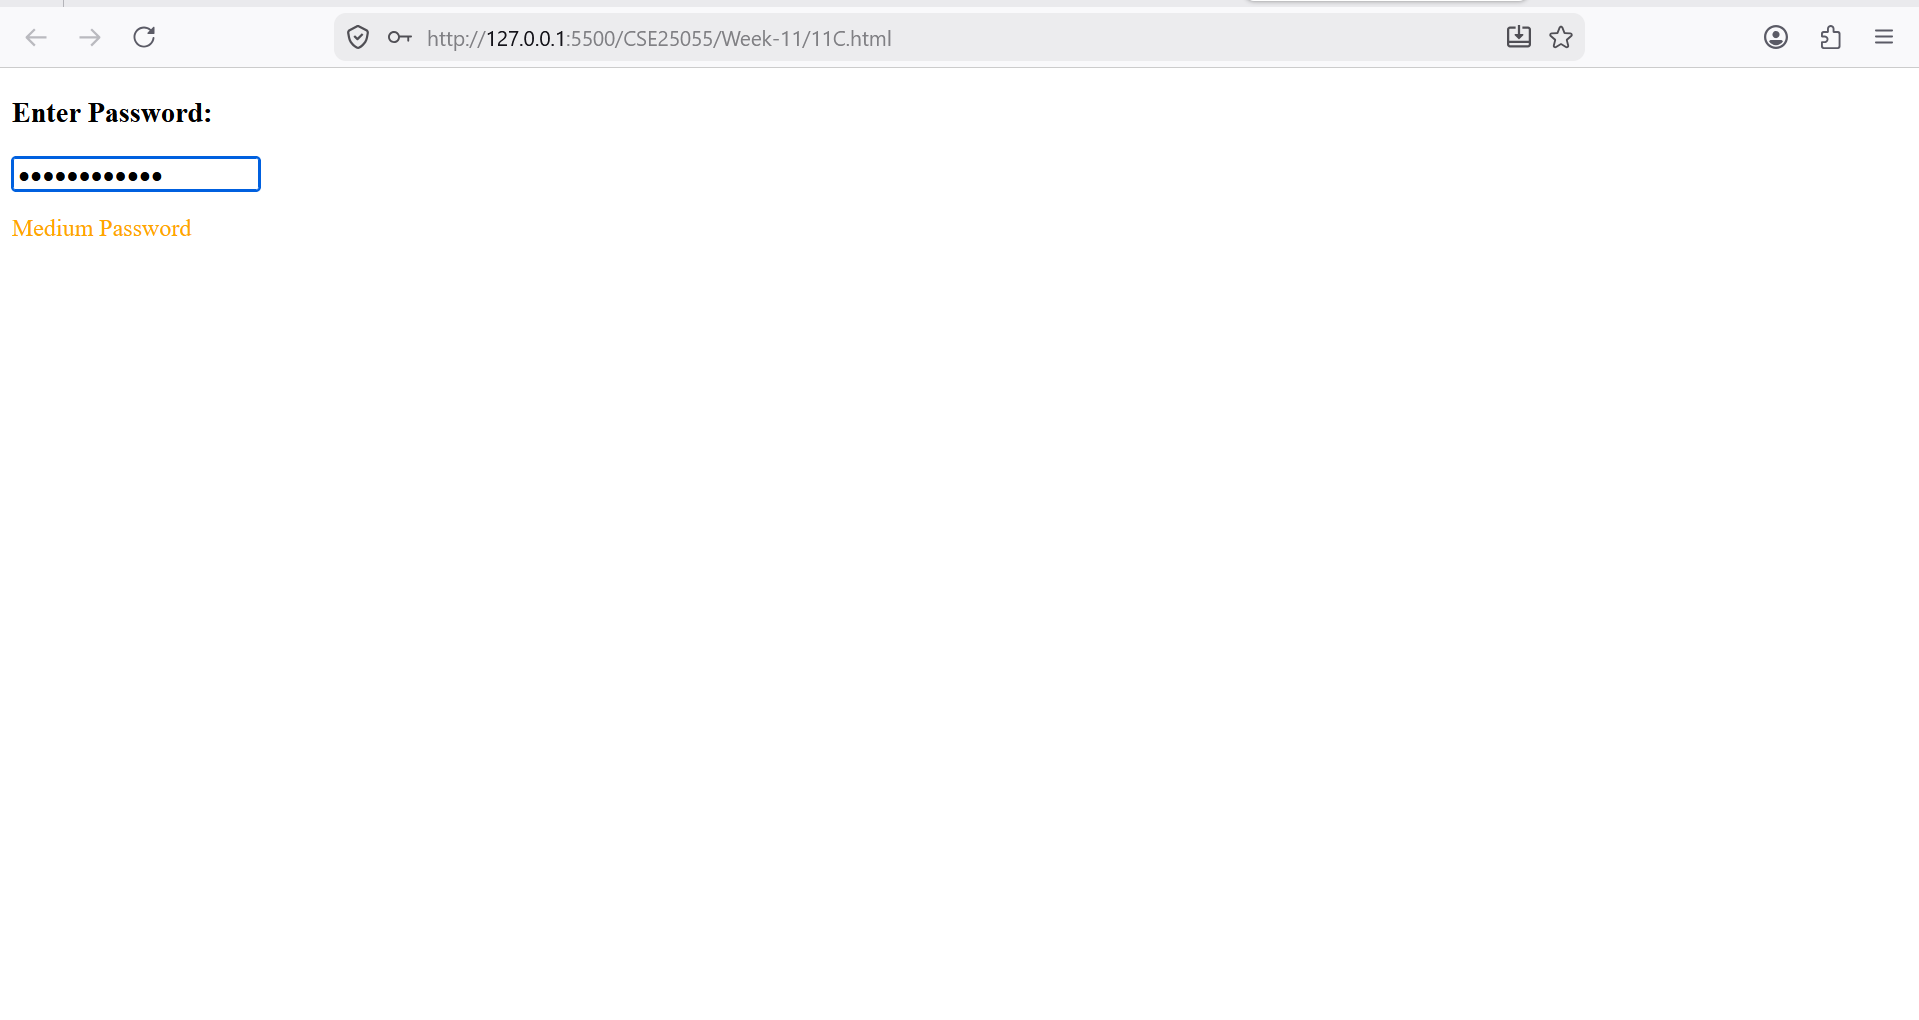 http://127.0.0.1:5500/CSE25055/Week-11/11C.html
Enter Password:
••••••••••••
Medium Password